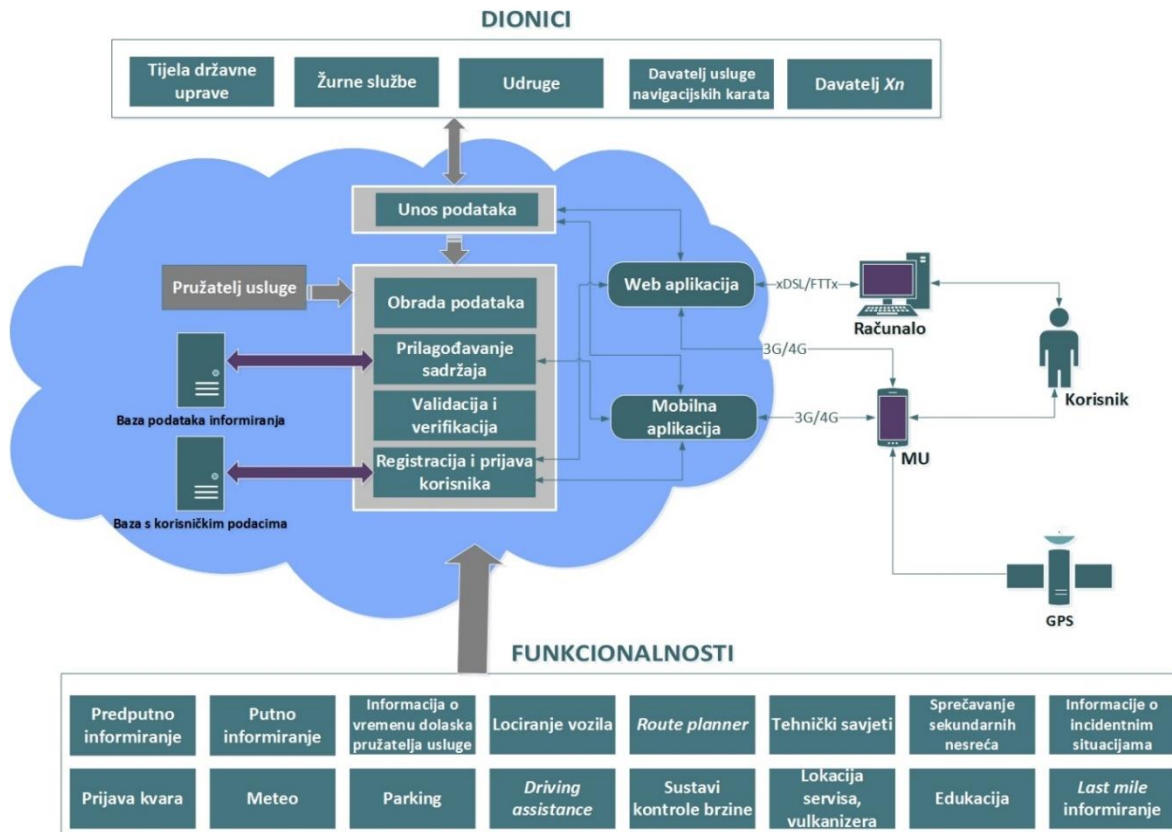 DIONICI
Tijela državne
uprave
Žurne službe
Udruge
Davatelj usluge
navigacijskih karata
Davatelj Xn
Unos podataka
Pružatelj usluge
Obrada podataka
Prilagođavanje
sadržaja
Validacija i
verifikacija
Registracija i prijava
korisnika
Baza podataka informiranja
Baza s korisničkim podacima
Web aplikacija
Mobilna
aplikacija
xDSL/FTTx
3G/4G
3G/4G
Računalo
MU
Korisnik
GPS
FUNKCIONALNOSTI
Predputno
informiranje
Putno
informiranje
Informacija o
vremenu dolaska
pružatelja usluge
Lociranje vozila
Route planner
Tehnički savjeti
Sprečavanje
sekundarnih
nesreća
Informacije o
incidentnim
situacijama
Prijava kvara
Meteo
Parking
Driving
assistance
Sustavi
kontrole brzine
Lokacija
servisa,
vulkanizera
Edukacija
Last mile
informiranje